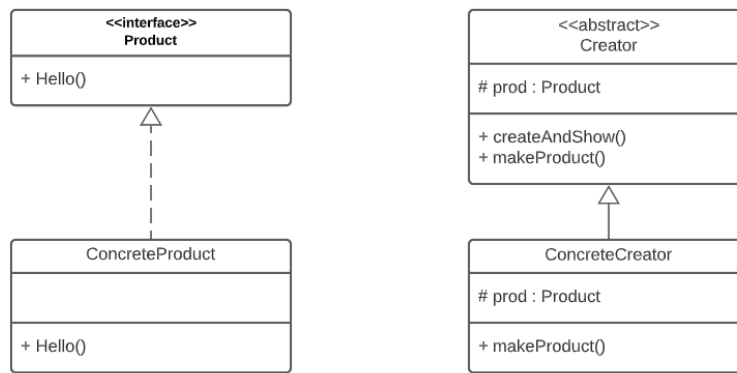 <<interface>>
Product
+ Hello()
ConcreteProduct
+ Hello()
<<abstract>>
Creator
# prod : Product
+ createAndShow()
+ makeProduct()
ConcreteCreator
# prod : Product
+ makeProduct()